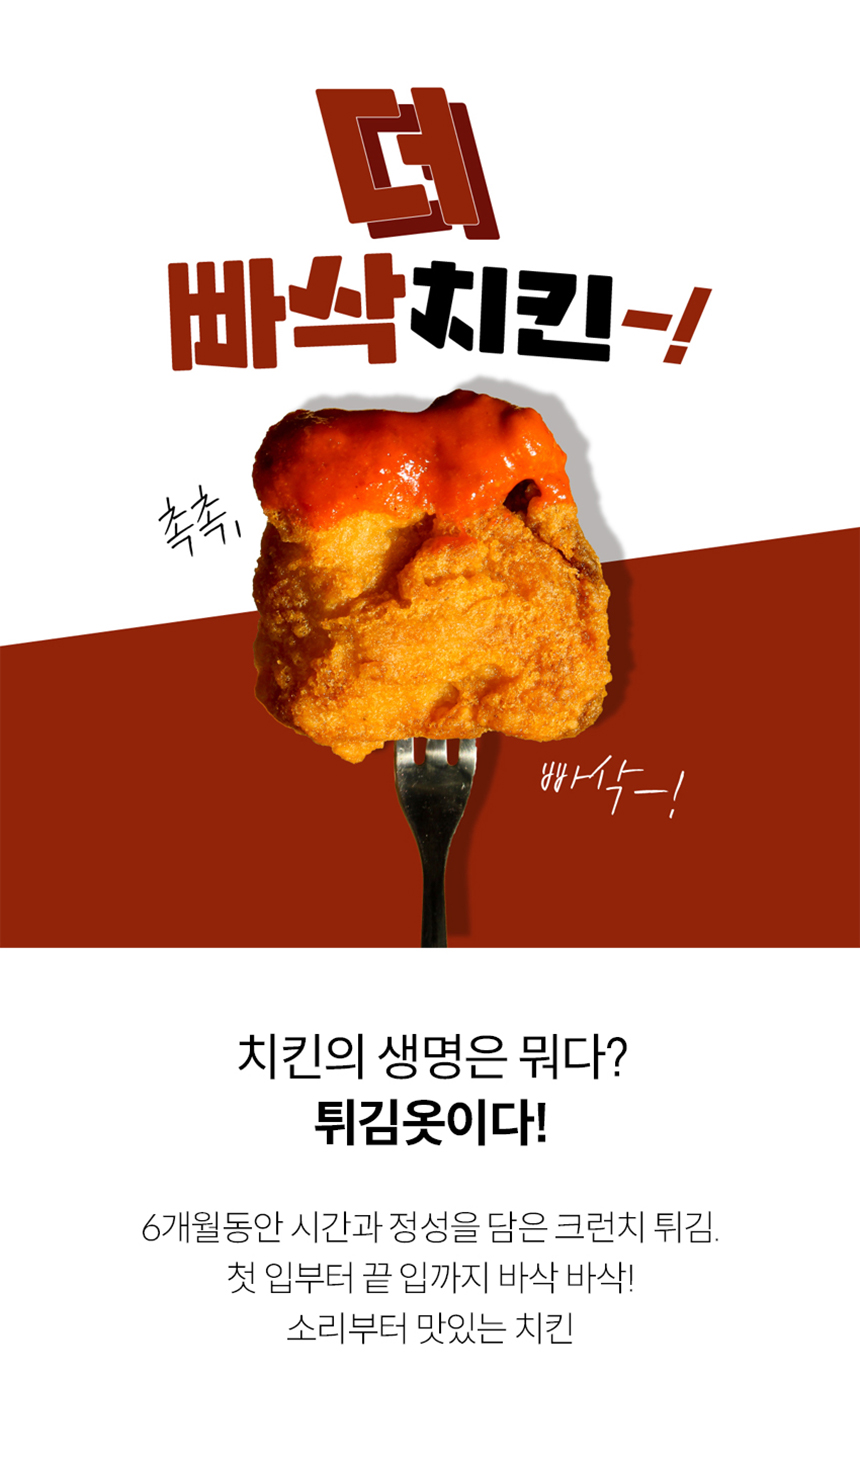 더
빠삭치킨-!
촉촉,
빠삭-!
치킨의 생명은 뭐다?
튀김옷이다!
6개월동안 시간과 정성을 담은 크런치 튀김.
첫 입부터 끝 입까지 바삭 바삭!
소리부터 맛있는 치킨